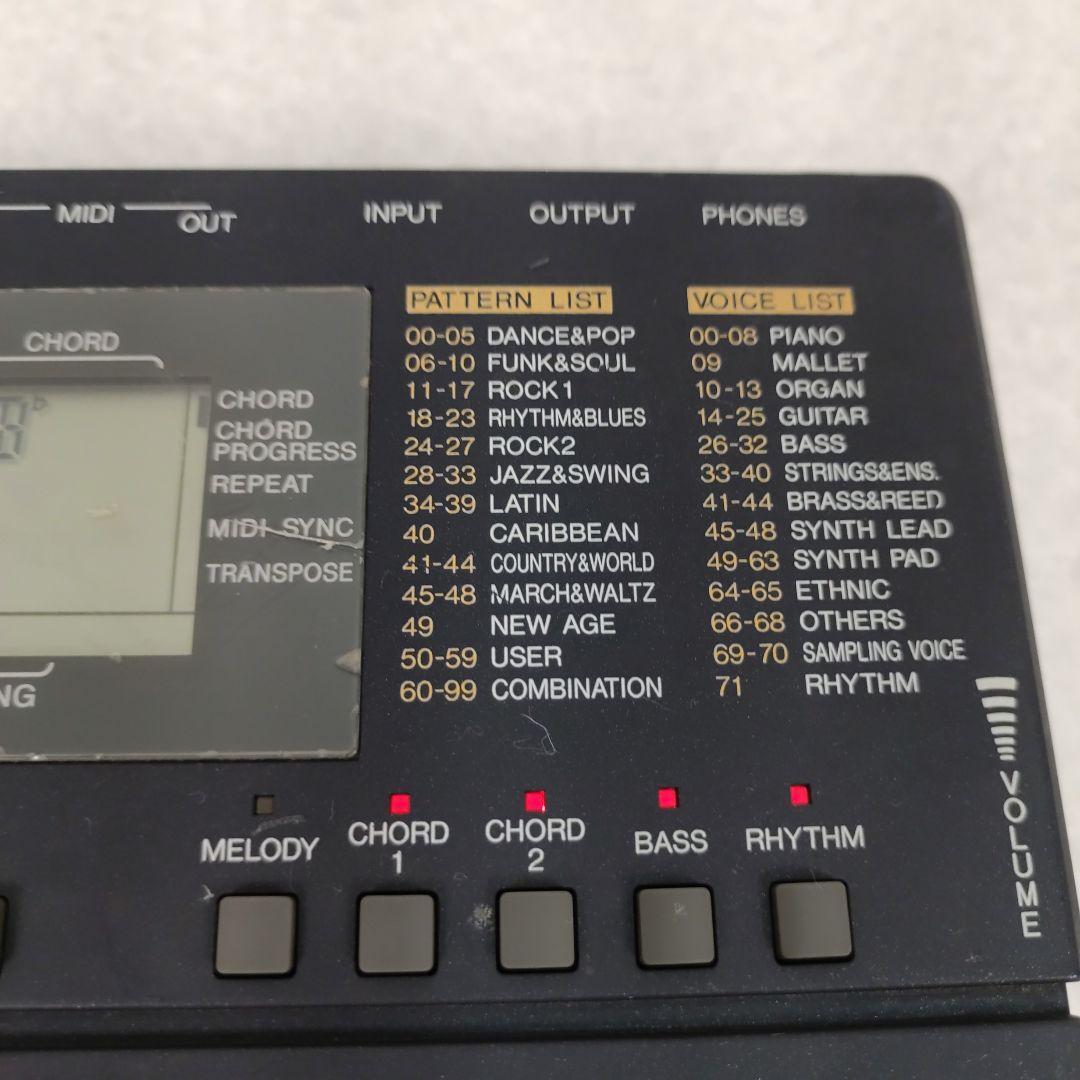 MIDI
OUT
INPUT
OUTPUT
PHONES
CHORD
CHORD
CHORD
PROGRESS
REPEAT
MIDI SYNC
TRANSPOSE
PATTERN LIST
00-05 DANCE&POP
06-10 FUNK&SOUL
11-17 ROCK1
18-23 RHYTHM&BLUES
24-27 ROCK2
28-33 JAZZ&SWING
34-39 LATIN
40 CARIBBEAN
41-44 COUNTRY&WORLD
45-48 MARCH&WALTZ
49 NEW AGE
50-59 USER
60-99 COMBINATION
VOICE LIST
00-08 PIANO
09 MALLET
10-13 ORGAN
14-25 GUITAR
26-32 BASS
33-40 STRINGS&ENS.
41-44 BRASS&REED
45-48 SYNTH LEAD
49-63 SYNTH PAD
64-65 ETHNIC
66-68 OTHERS
69-70 SAMPLING VOICE
71 RHYTHM
NG
MELODY
CHORD
1
CHORD
2
BASS
RHYTHM
VOLUME